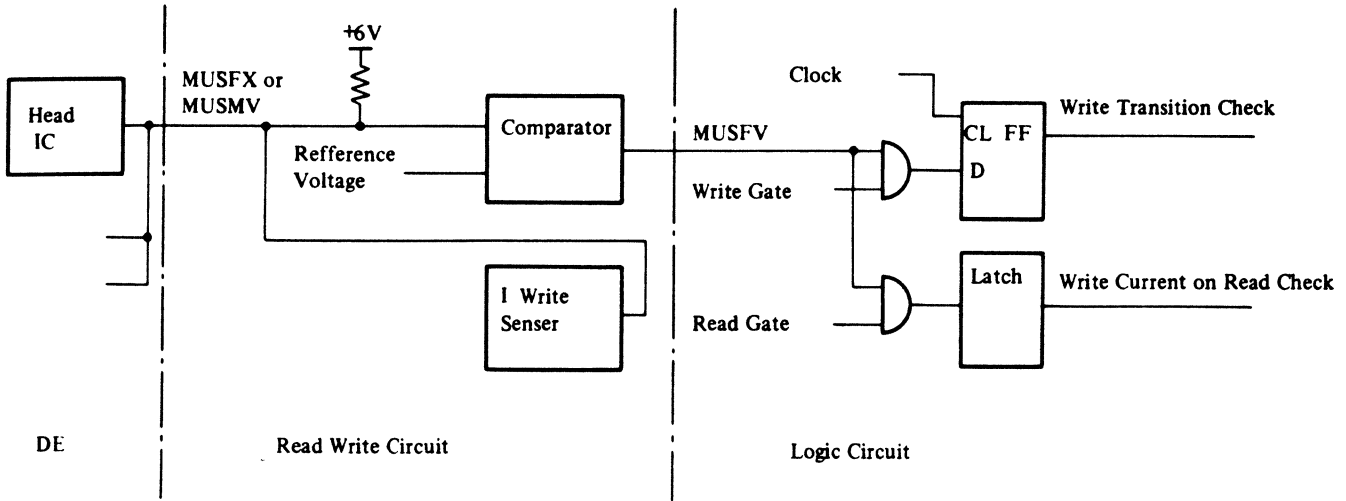 +6V
MUSFX or
MUSMV
Head
IC
Refference
Voltage
Comparator
I Write
Senser
MUSFV
Write Gate
Read Gate
Clock
CL FF
D
Write Transition Check
Latch
Write Current on Read Check
DE
Read Write Circuit
Logic Circuit